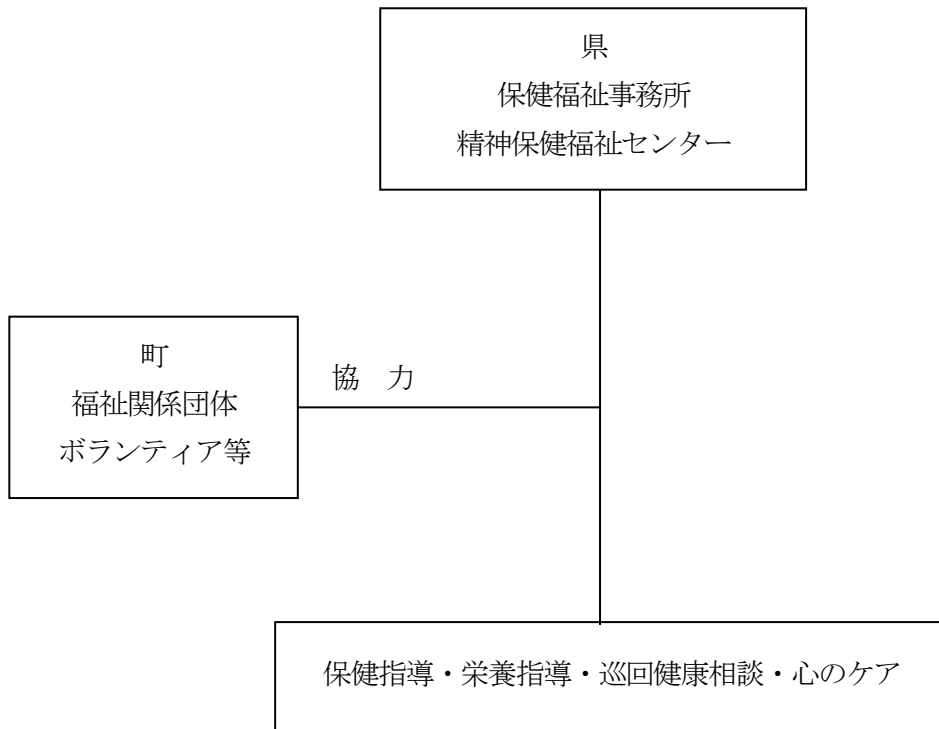 県
保健福祉事務所
精神保健福祉センター
町
福祉関係団体
ボランティア等
協　力
保健指導・栄養指導・巡回健康相談・心のケア